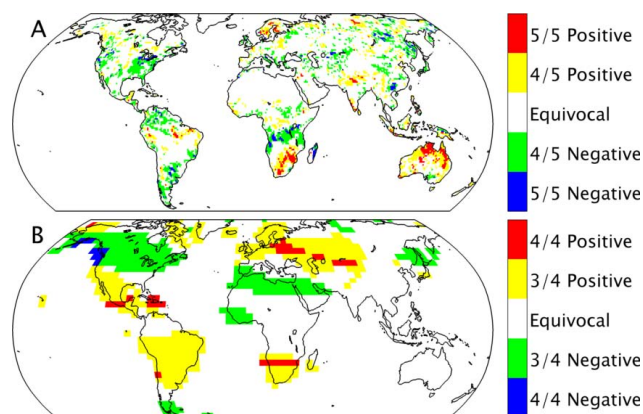 A
5/5 Positive
4/5 Positive
Equivocal
4/5 Negative
5/5 Negative
B
4/4 Positive
3/4 Positive
Equivocal
3/4 Negative
4/4 Negative